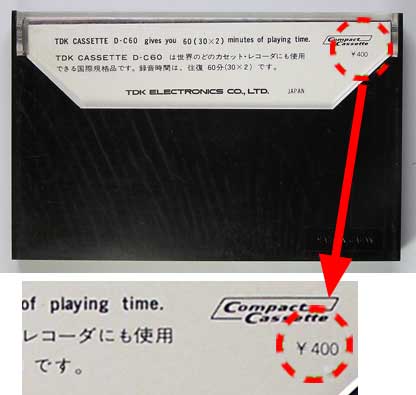 TDK CASSETTE D-C60 gives you 60(30×2) minutes of playing time.
Compact
Cassette
¥400
TDK CASSETTE D-C60 は世界のどのカセット・レコーダにも使用
できる国際規格品です。録音時間は、往復 60分(30×2) です。
TDK ELECTRONICS CO., LTD. JAPAN
of playing time.
レコーダにも使用
です。
Compact
Cassette
¥400